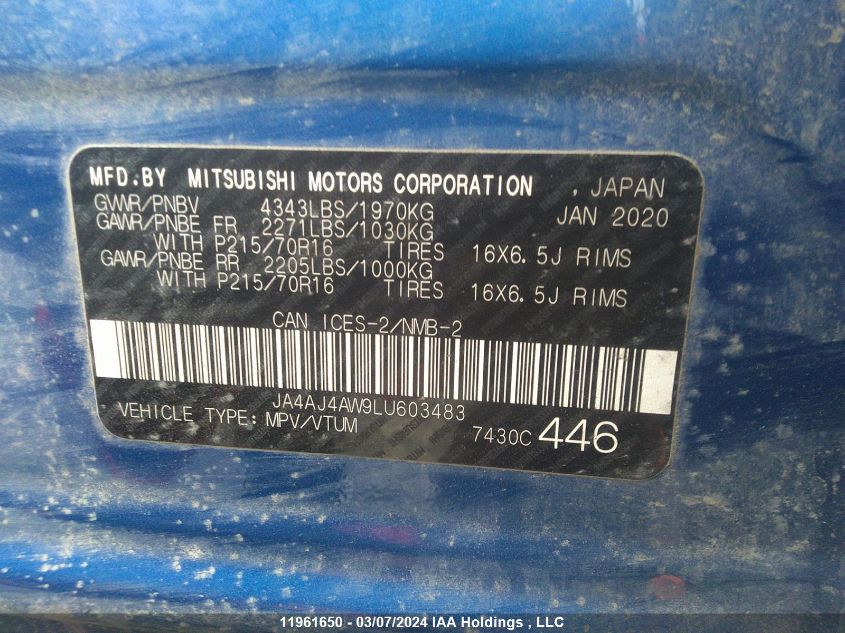 MFD.BY MITSUBISHI MOTORS CORPORATION , JAPAN
GVWR/PNBV 4343LBS/1970KG JAN 2020
GAWR/PNBE FR 2271LBS/1030KG
WITH P215/70R16 TIRES 16X6.5J RIMS
GAWR/PNBE RR 2205LBS/1000KG
WITH P215/70R16 TIRES 16X6.5J RIMS
CAN ICES-2/NMB-2
JA4AJ4AW9LU603483
VEHICLE TYPE: MPV/VTUM 7430C 446
11961650 - 03/07/2024 IAA Holdings , LLC